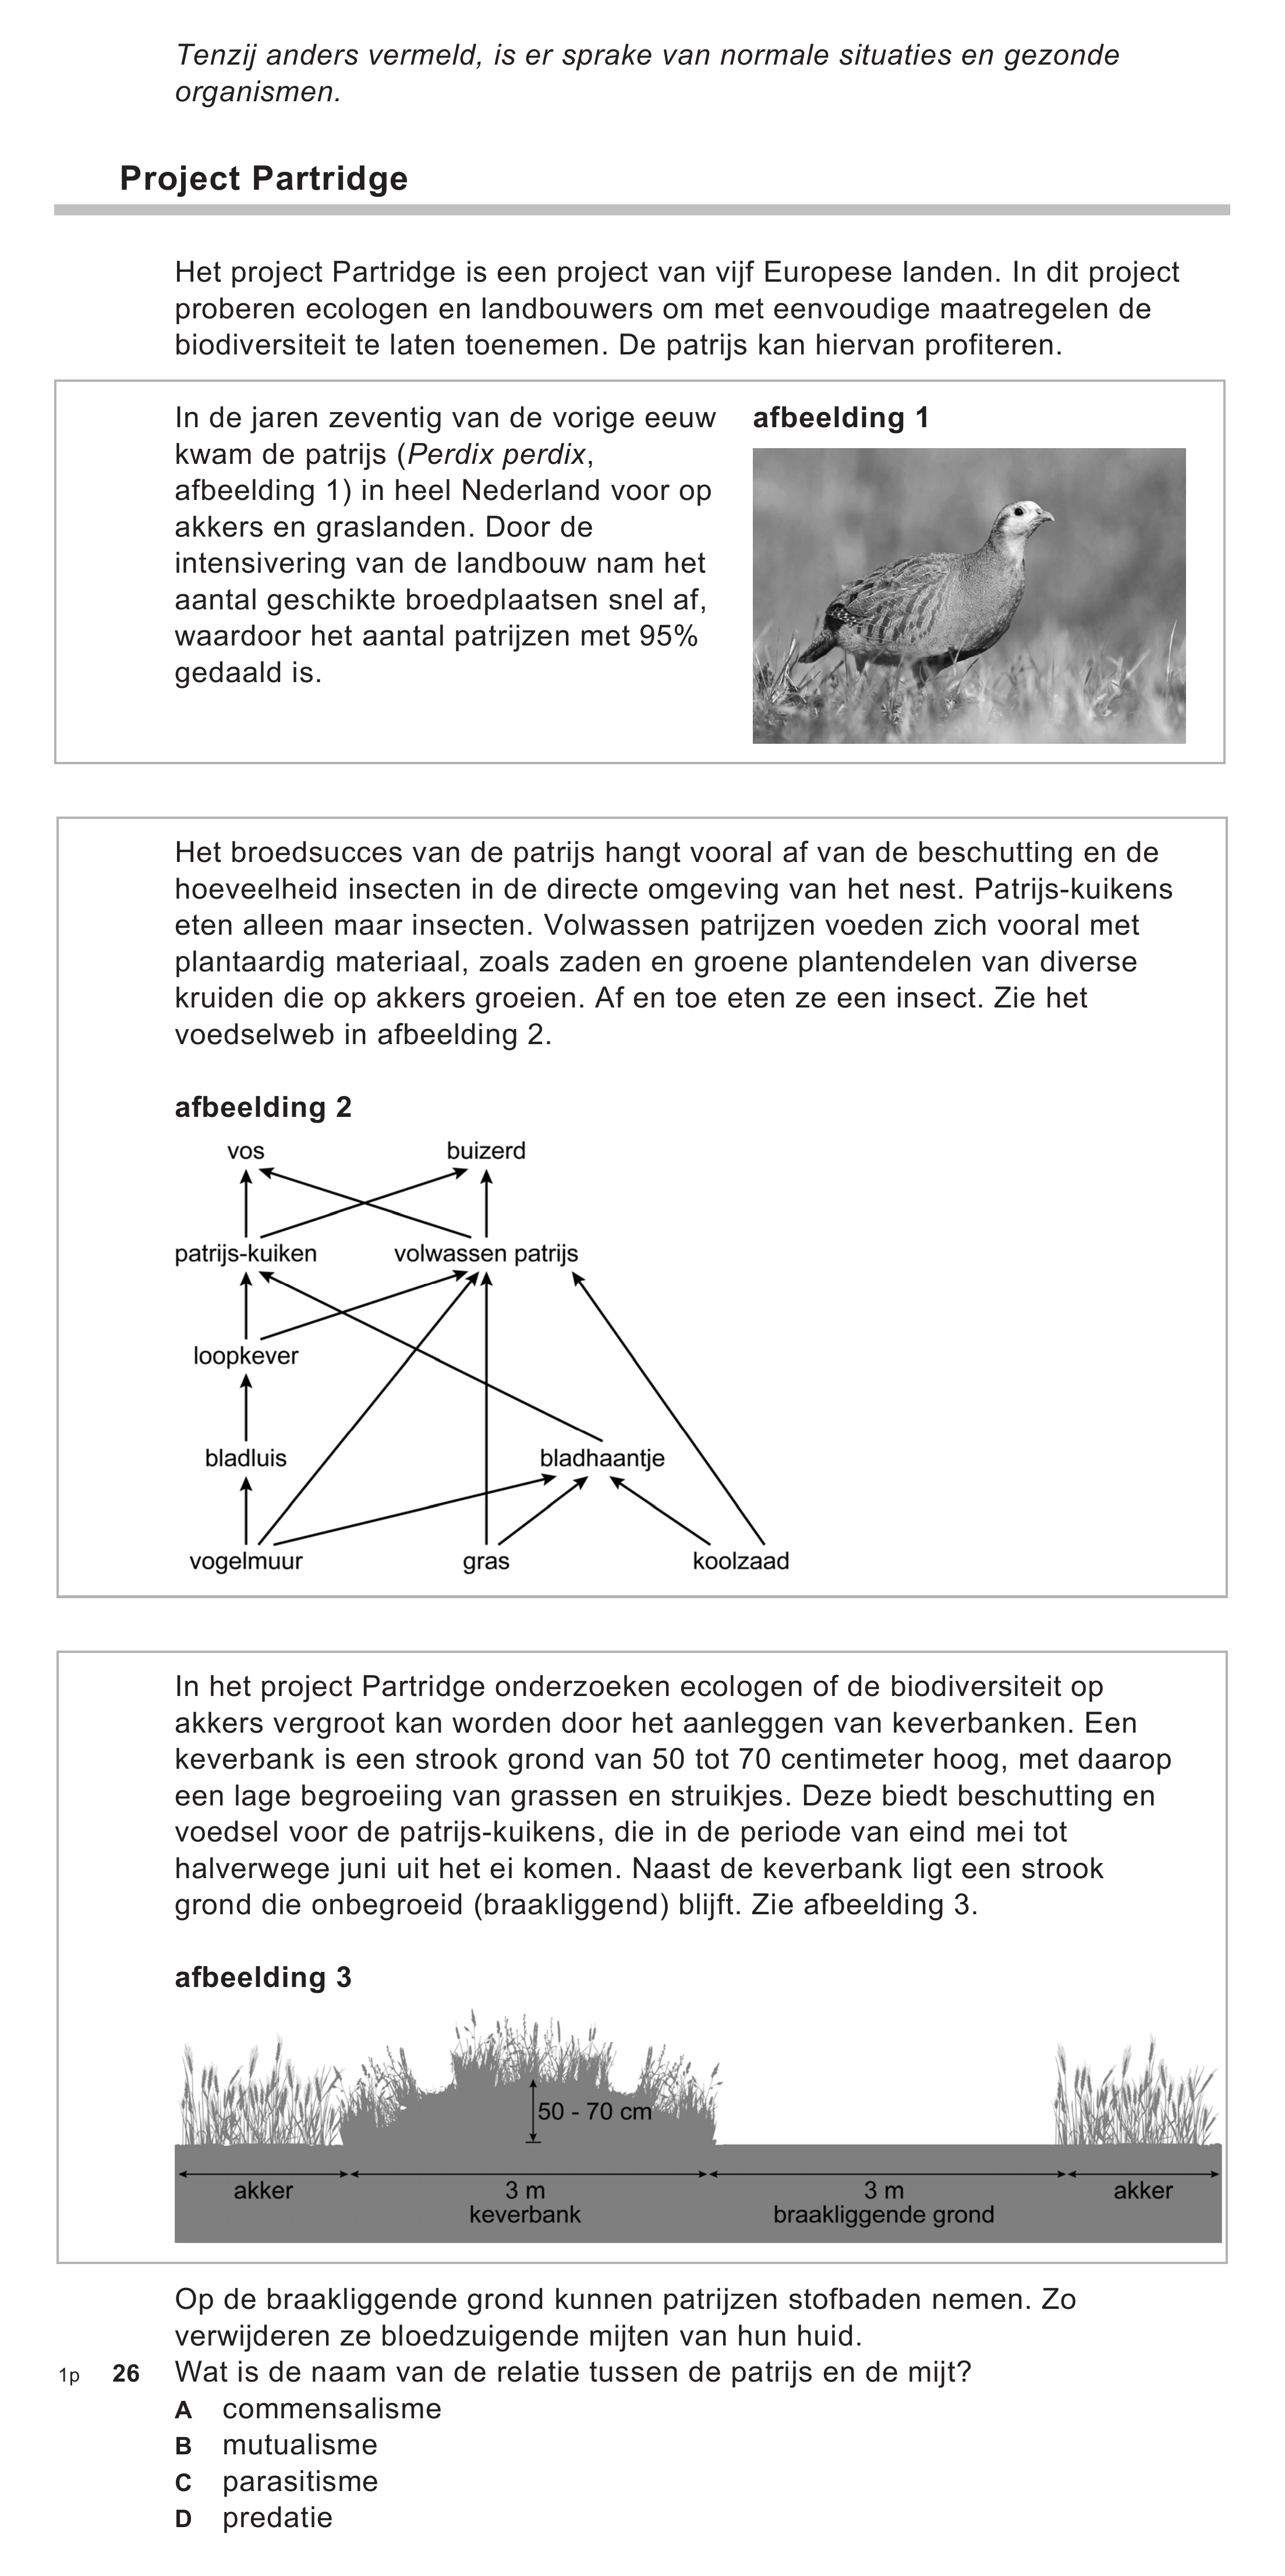 Tenzij anders vermeld, is er sprake van normale situaties en gezonde
organismen.
Project Partridge
Het project Partridge is een project van vijf Europese landen. In dit project
proberen ecologen en landbouwers om met eenvoudige maatregelen de
biodiversiteit te laten toenemen. De patrijs kan hiervan profiteren.
In de jaren zeventig van de vorige eeuw
kwam de patrijs (Perdix perdix,
afbeelding 1) in heel Nederland voor op
akkers en graslanden. Door de
intensivering van de landbouw nam het
aantal geschikte broedplaatsen snel af,
waardoor het aantal patrijzen met 95%
gedaald is.
afbeelding 1
Het broedsucces van de patrijs hangt vooral af van de beschutting en de
hoeveelheid insecten in de directe omgeving van het nest. Patrijs-kuikens
eten alleen maar insecten. Volwassen patrijzen voeden zich vooral met
plantaardig materiaal, zoals zaden en groene plantendelen van diverse
kruiden die op akkers groeien. Af en toe eten ze een insect. Zie het
voedselweb in afbeelding 2.
afbeelding 2
vos buizerd
patrijs-kuiken volwassen patrijs
loopkever
bladluis bladhaantje
vogelmuur gras koolzaad
In het project Partridge onderzoeken ecologen of de biodiversiteit op
akkers vergroot kan worden door het aanleggen van keverbanken. Een
keverbank is een strook grond van 50 tot 70 centimeter hoog, met daarop
een lage begroeiing van grassen en struikjes. Deze biedt beschutting en
voedsel voor de patrijs-kuikens, die in de periode van eind mei tot
halverwege juni uit het ei komen. Naast de keverbank ligt een strook
grond die onbegroeid (braakliggend) blijft. Zie afbeelding 3.
afbeelding 3
50 - 70 cm
akker 3 m 3 m akker
keverbank braakliggende grond
Op de braakliggende grond kunnen patrijzen stofbaden nemen. Zo
verwijderen ze bloedzuigende mijten van hun huid.
1p 26 Wat is de naam van de relatie tussen de patrijs en de mijt?
A commensalisme
B mutualisme
C parasitisme
D predatie